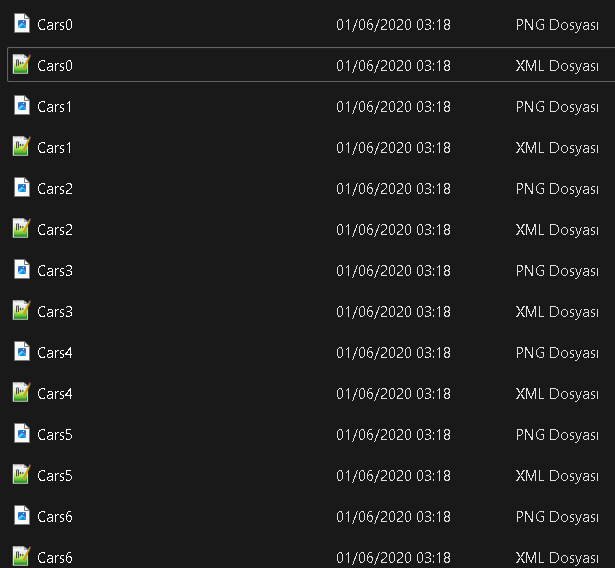 Cars0 01/06/2020 03:18 PNG Dosyası
Cars0 01/06/2020 03:18 XML Dosyası
Cars1 01/06/2020 03:18 PNG Dosyası
Cars1 01/06/2020 03:18 XML Dosyası
Cars2 01/06/2020 03:18 PNG Dosyası
Cars2 01/06/2020 03:18 XML Dosyası
Cars3 01/06/2020 03:18 PNG Dosyası
Cars3 01/06/2020 03:18 XML Dosyası
Cars4 01/06/2020 03:18 PNG Dosyası
Cars4 01/06/2020 03:18 XML Dosyası
Cars5 01/06/2020 03:18 PNG Dosyası
Cars5 01/06/2020 03:18 XML Dosyası
Cars6 01/06/2020 03:18 PNG Dosyası
Cars6 01/06/2020 03:18 XML Dosyası